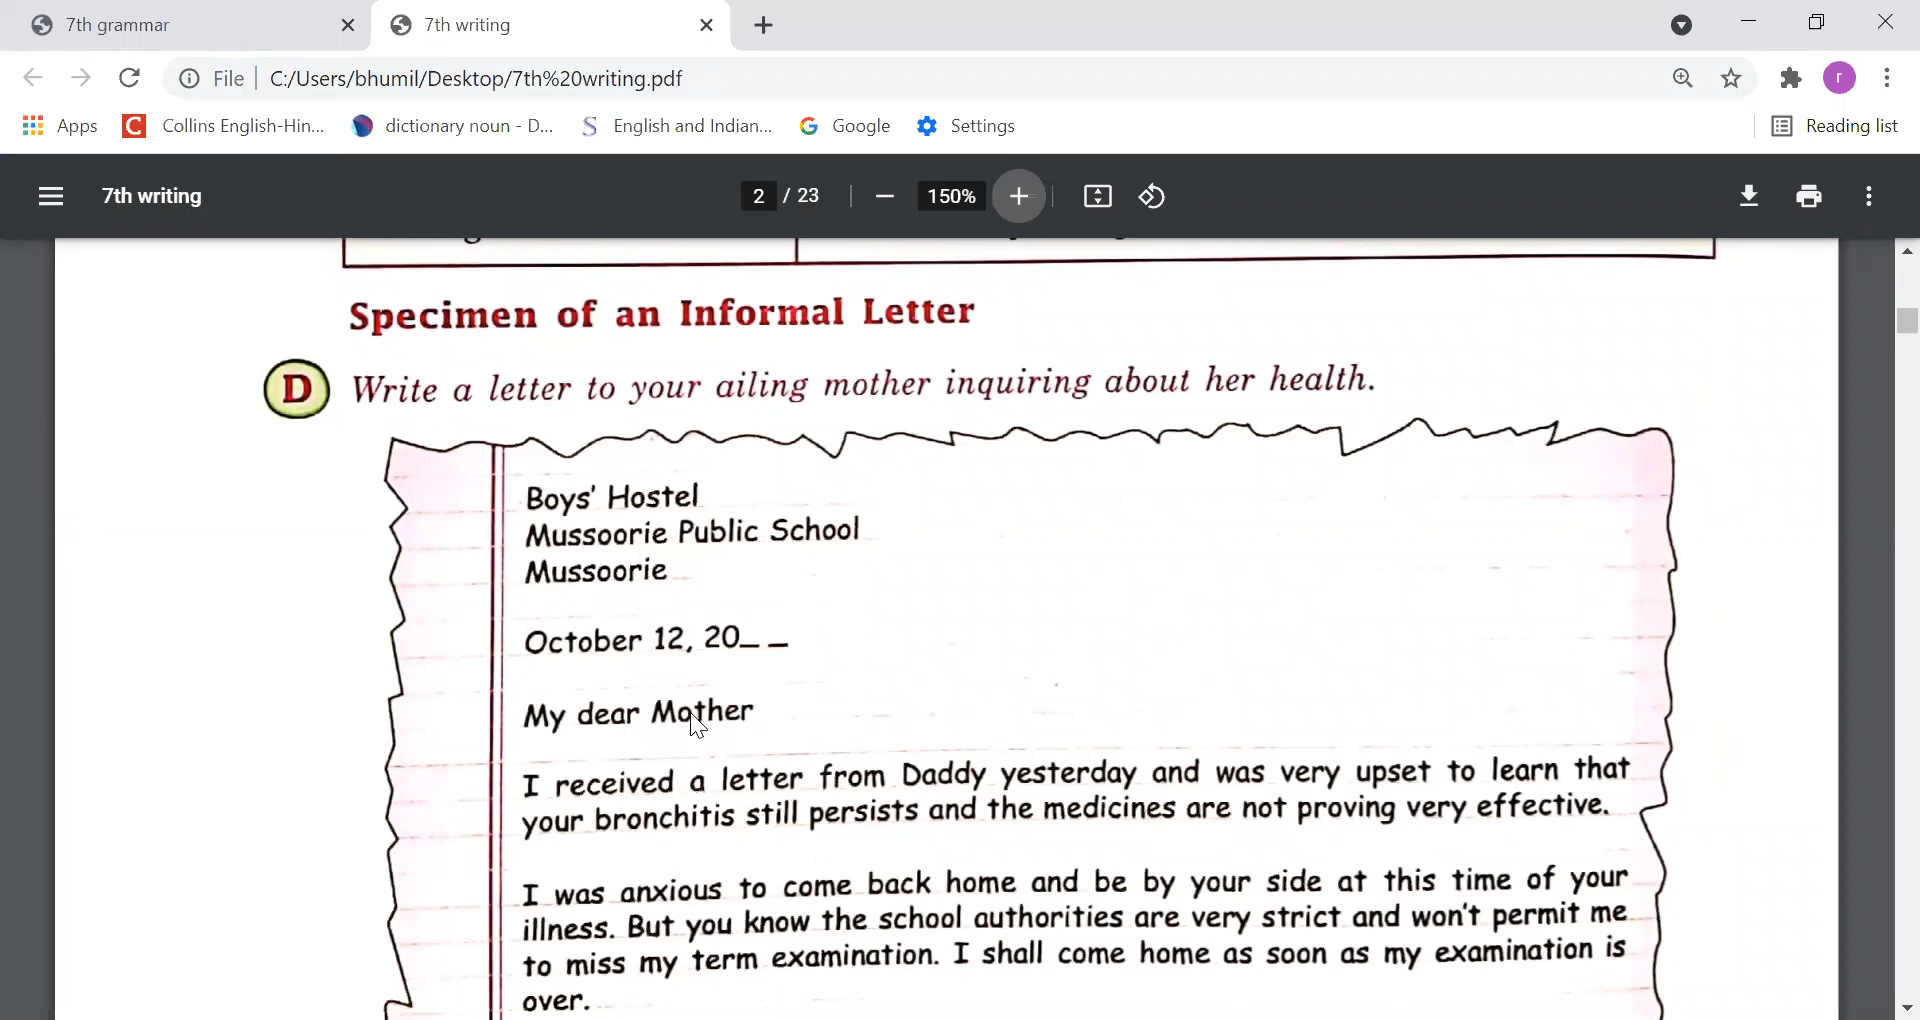 7th grammar
7th writing
File
C:/Users/bhumil/Desktop/7th%20writing.pdf
r
Apps
Collins English-Hin...
dictionary noun - D...
English and Indian...
Google
Settings
Reading list
7th writing
2 / 23
150%
Specimen of an Informal Letter
D Write a letter to your ailing mother inquiring about her health.
Boys' Hostel
Mussoorie Public School
Mussoorie
October 12, 20_ _
My dear Mother
I received a letter from Daddy yesterday and was very upset to learn that
your bronchitis still persists and the medicines are not proving very effective.
I was anxious to come back home and be by your side at this time of your
illness. But you know the school authorities are very strict and won't permit me
to miss my term examination. I shall come home as soon as my examination is
over.